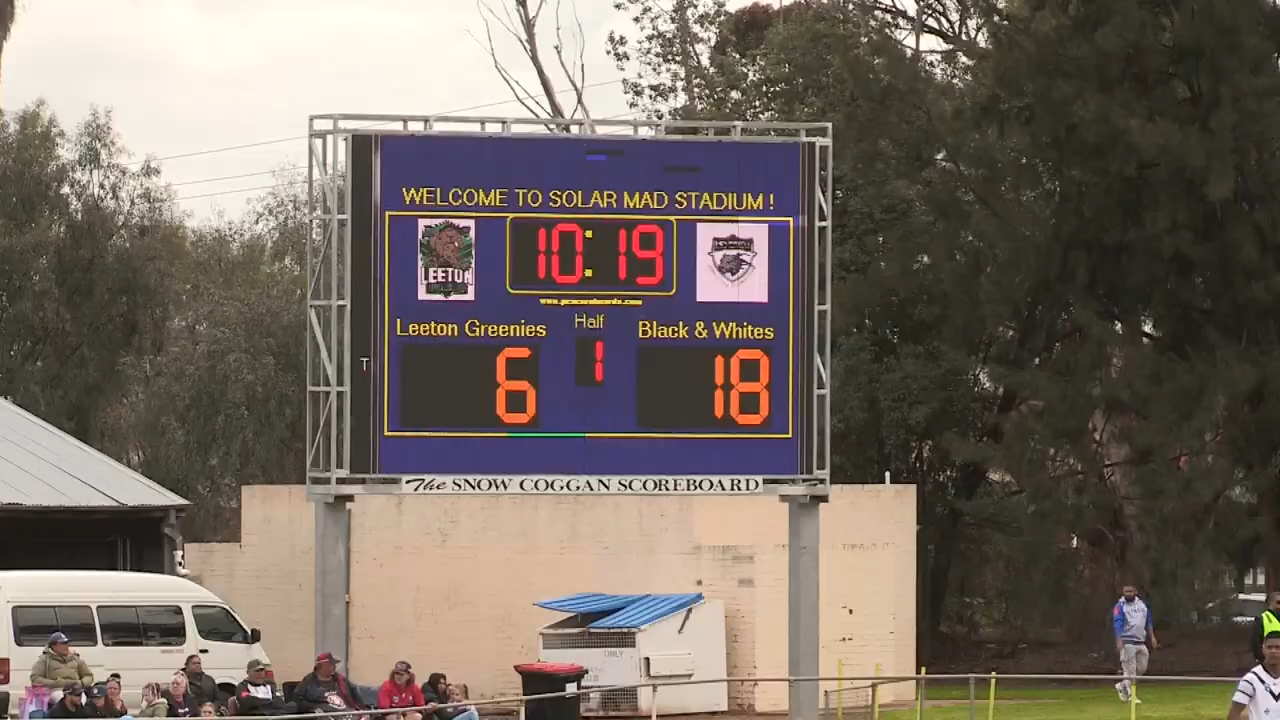 WELCOME TO SOLAR MAD STADIUM !
LEETON
10:19
Leeton Greenies
Half
Black & Whites
6
1
18
T
The SNOW COGGAN SCOREBOARD
ONLY